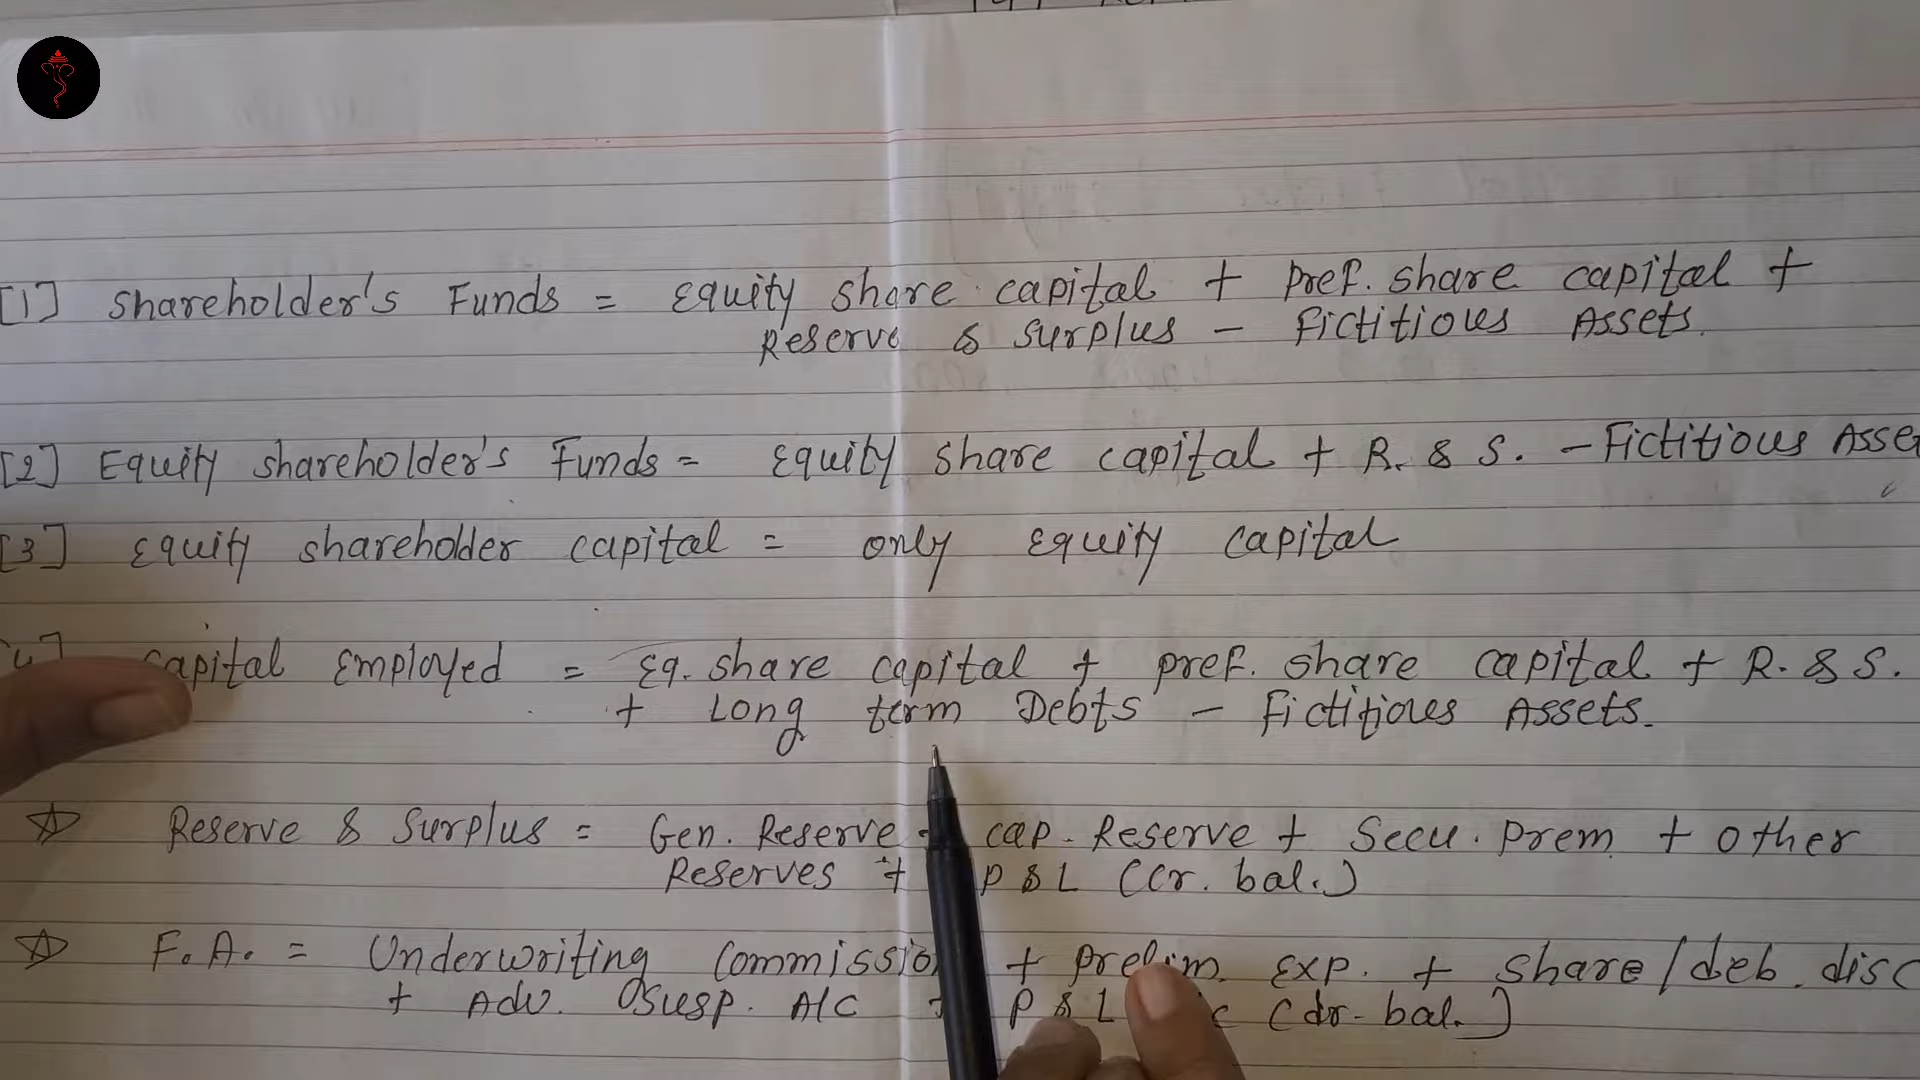 [1] Shareholder's Funds = Equity share capital + Pref. share capital +
Reserve & Surplus - Fictitious Assets.
[2] Equity shareholder's Funds = Equity share capital + R. & S. - Fictitious Asse
[3] Equity shareholder capital = only Equity capital
[4] capital Employed = Eq. share capital + pref. share capital + R. & S.
+ Long term Debts - Fictitious Assets.
☆ Reserve & Surplus = Gen. Reserve + cap. Reserve + Secu. Prem. + other
Reserves + P & L (cr. bal.)
☆ F. A. = Underwriting Commissio + prelim. Exp. + share/deb. disc
+ Adv. Susp. A/C + P & L (dr. bal.)